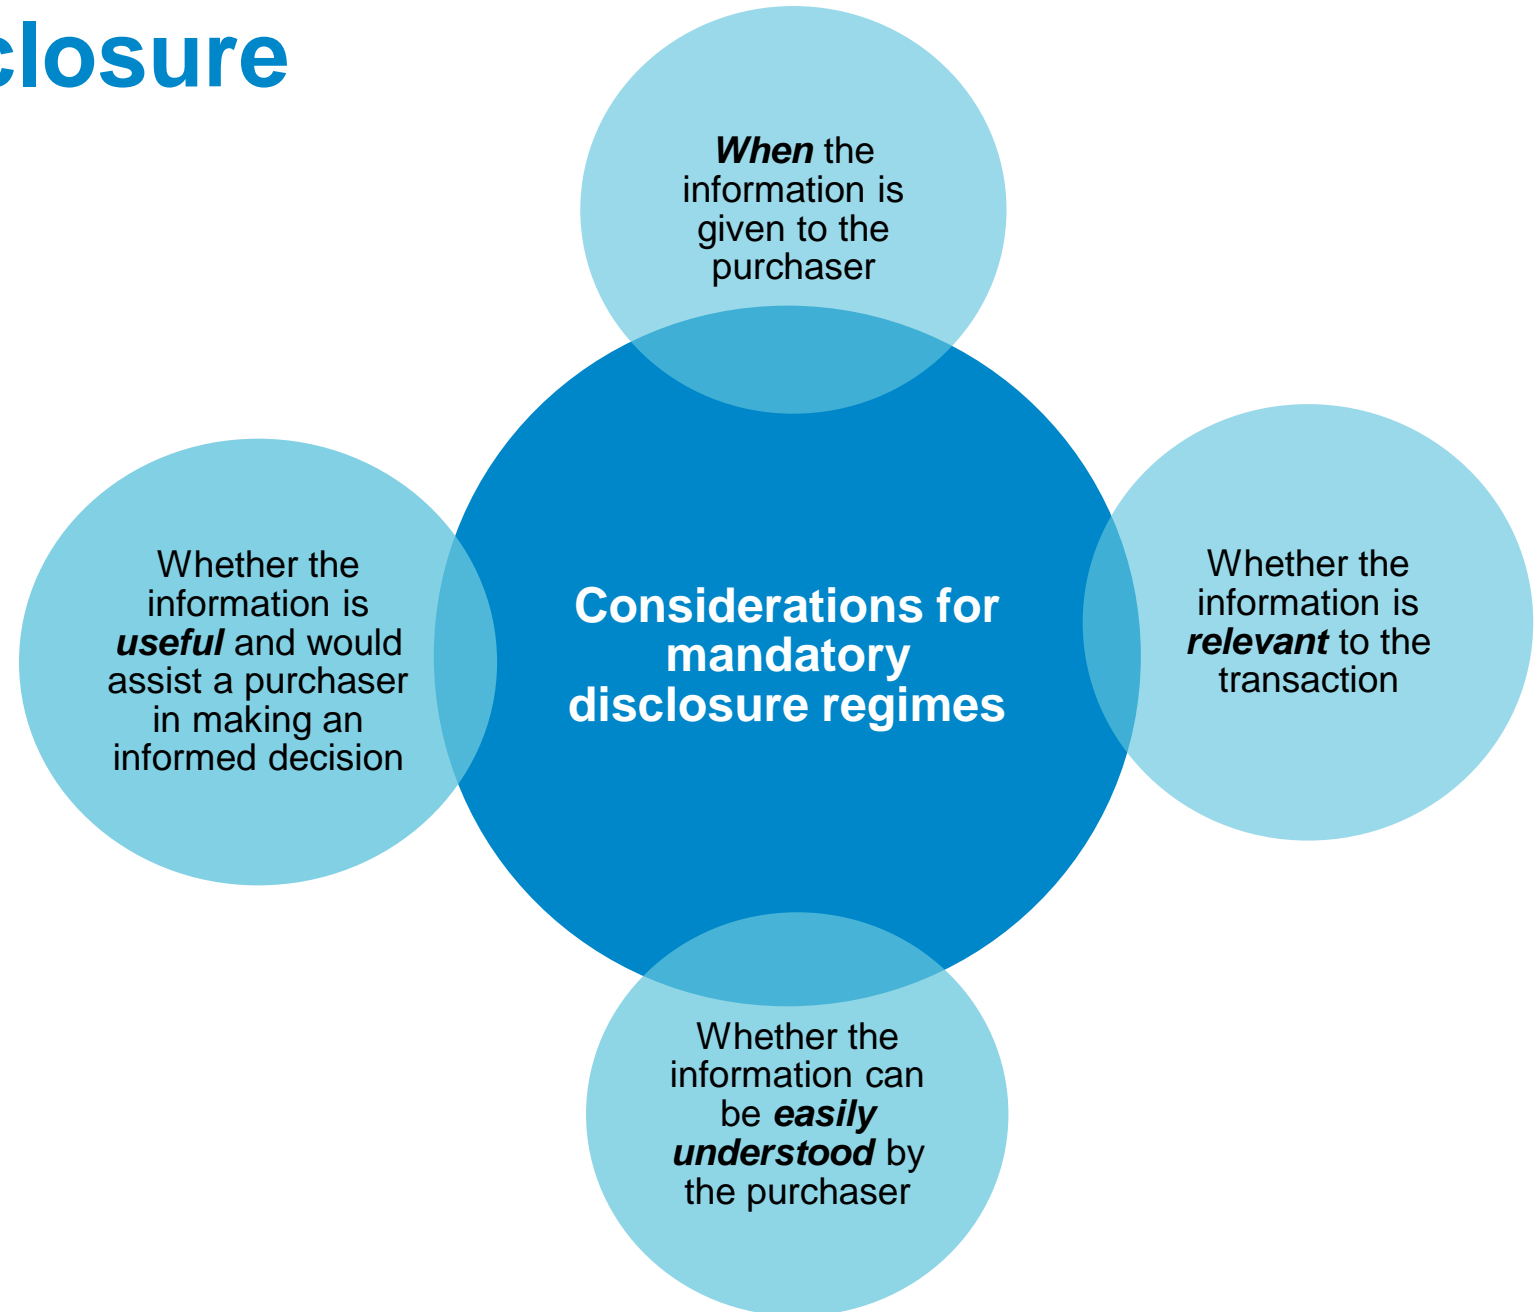 closure
When the
information is
given to the
purchaser
Whether the
information is
useful and would
assist a purchaser
in making an
informed decision
Considerations for
mandatory
disclosure regimes
Whether the
information is
relevant to the
transaction
Whether the
information can
be easily
understood by
the purchaser